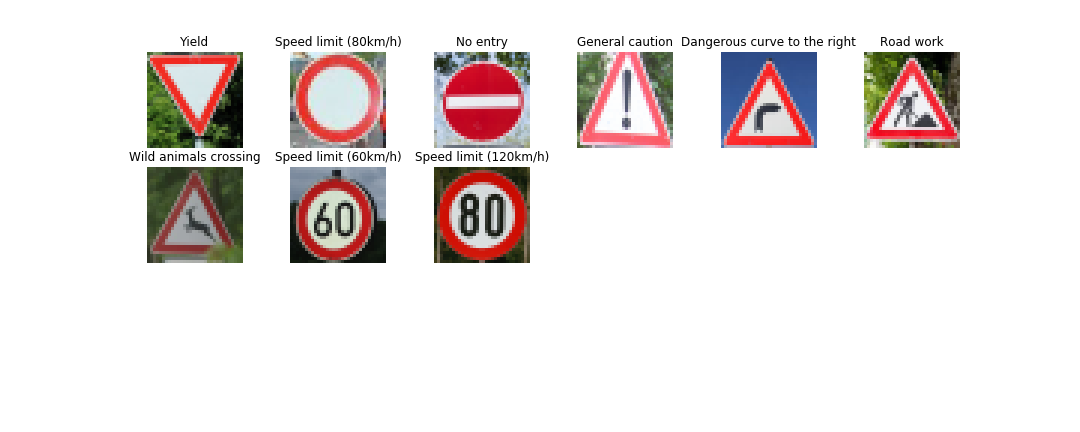 Yield
Speed limit (80km/h)
No entry
General caution
Dangerous curve to the right
Road work
Wild animals crossing
Speed limit (60km/h)
Speed limit (120km/h)
60
80